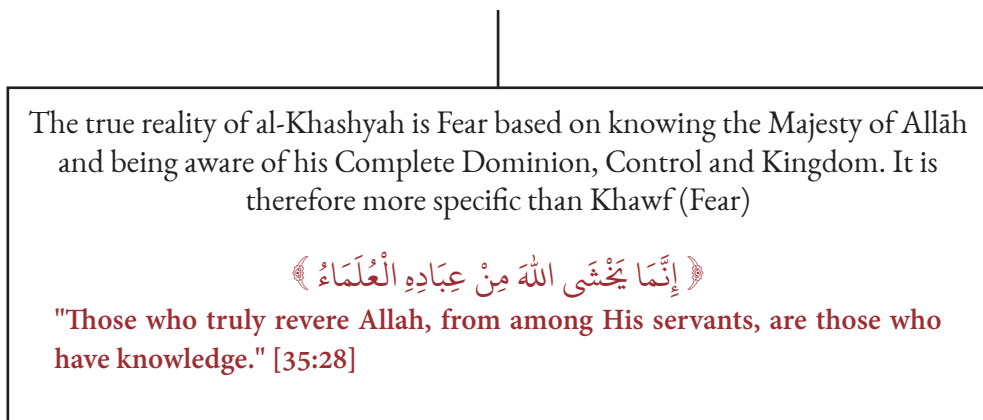 The true reality of al-Khashyah is Fear based on knowing the Majesty of Allāh
and being aware of his Complete Dominion, Control and Kingdom. It is
therefore more specific than Khawf (Fear)
﴿ إِنَّمَا يَخْشَى اللهَ مِنْ عِبَادِهِ الْعُلَمَاءُ ﴾
"Those who truly revere Allah, from among His servants, are those who
have knowledge." [35:28]